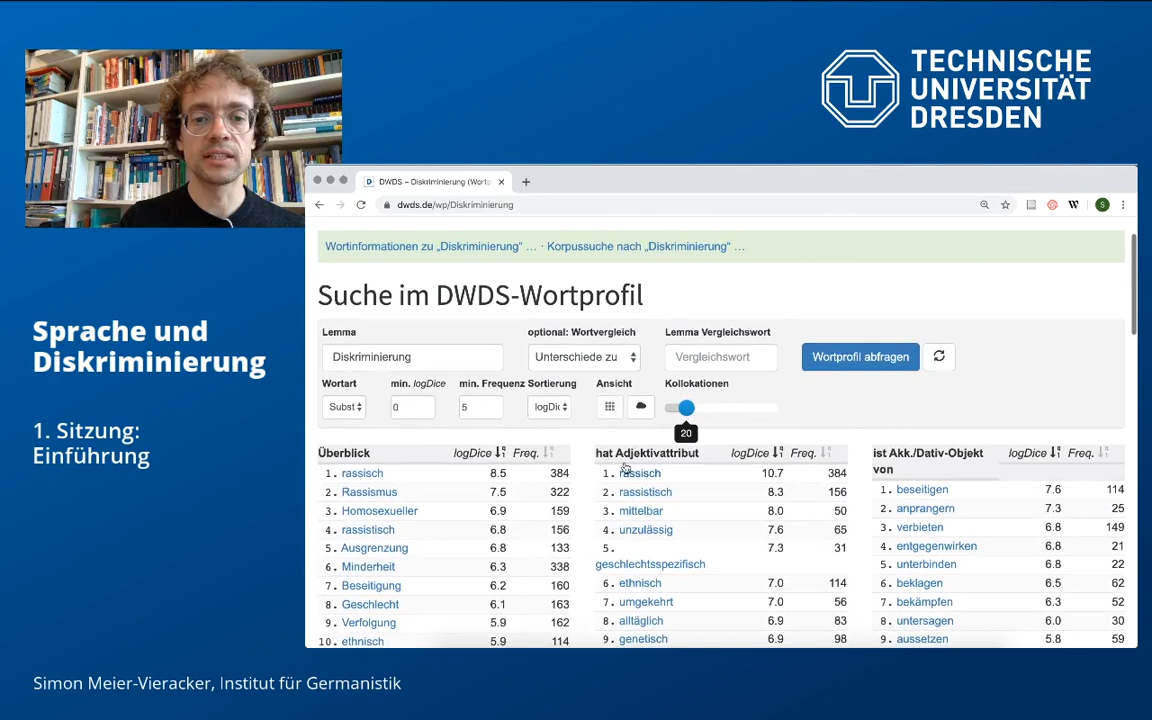 TECHNISCHE
UNIVERSITÄT
DRESDEN
DWDS – Diskriminierung (Wortp
dwds.de/wp/Diskriminierung
Wortinformationen zu „Diskriminierung“ … · Korpussuche nach „Diskriminierung“ …
Suche im DWDS-Wortprofil
Lemma optional: Wortvergleich Lemma Vergleichswort
Diskriminierung Unterschiede zu Vergleichswort Wortprofil abfragen
Wortart min. logDice min. Frequenz Sortierung Ansicht Kollokationen
Subst 0 5 logDic
20
Überblick logDice Freq.
1. rassisch 8.5 384
2. Rassismus 7.5 322
3. Homosexueller 6.9 159
4. rassistisch 6.8 156
5. Ausgrenzung 6.8 133
6. Minderheit 6.3 338
7. Beseitigung 6.2 160
8. Geschlecht 6.1 163
9. Verfolgung 5.9 162
10. ethnisch 5.9 114
hat Adjektivattribut logDice Freq.
1. rassisch 10.7 384
2. rassistisch 8.3 156
3. mittelbar 8.0 50
4. unzulässig 7.6 65
5. 7.3 31
geschlechtsspezifisch
6. ethnisch 7.0 114
7. umgekehrt 7.0 56
8. alltäglich 6.9 83
9. genetisch 6.9 98
ist Akk./Dativ-Objekt logDice Freq.
von
1. beseitigen 7.6 114
2. anprangern 7.3 25
3. verbieten 6.8 149
4. entgegenwirken 6.8 21
5. unterbinden 6.8 22
6. beklagen 6.5 62
7. bekämpfen 6.3 52
8. untersagen 6.0 30
9. aussetzen 5.8 59
Sprache und
Diskriminierung
1. Sitzung:
Einführung
Simon Meier-Vieracker, Institut für Germanistik